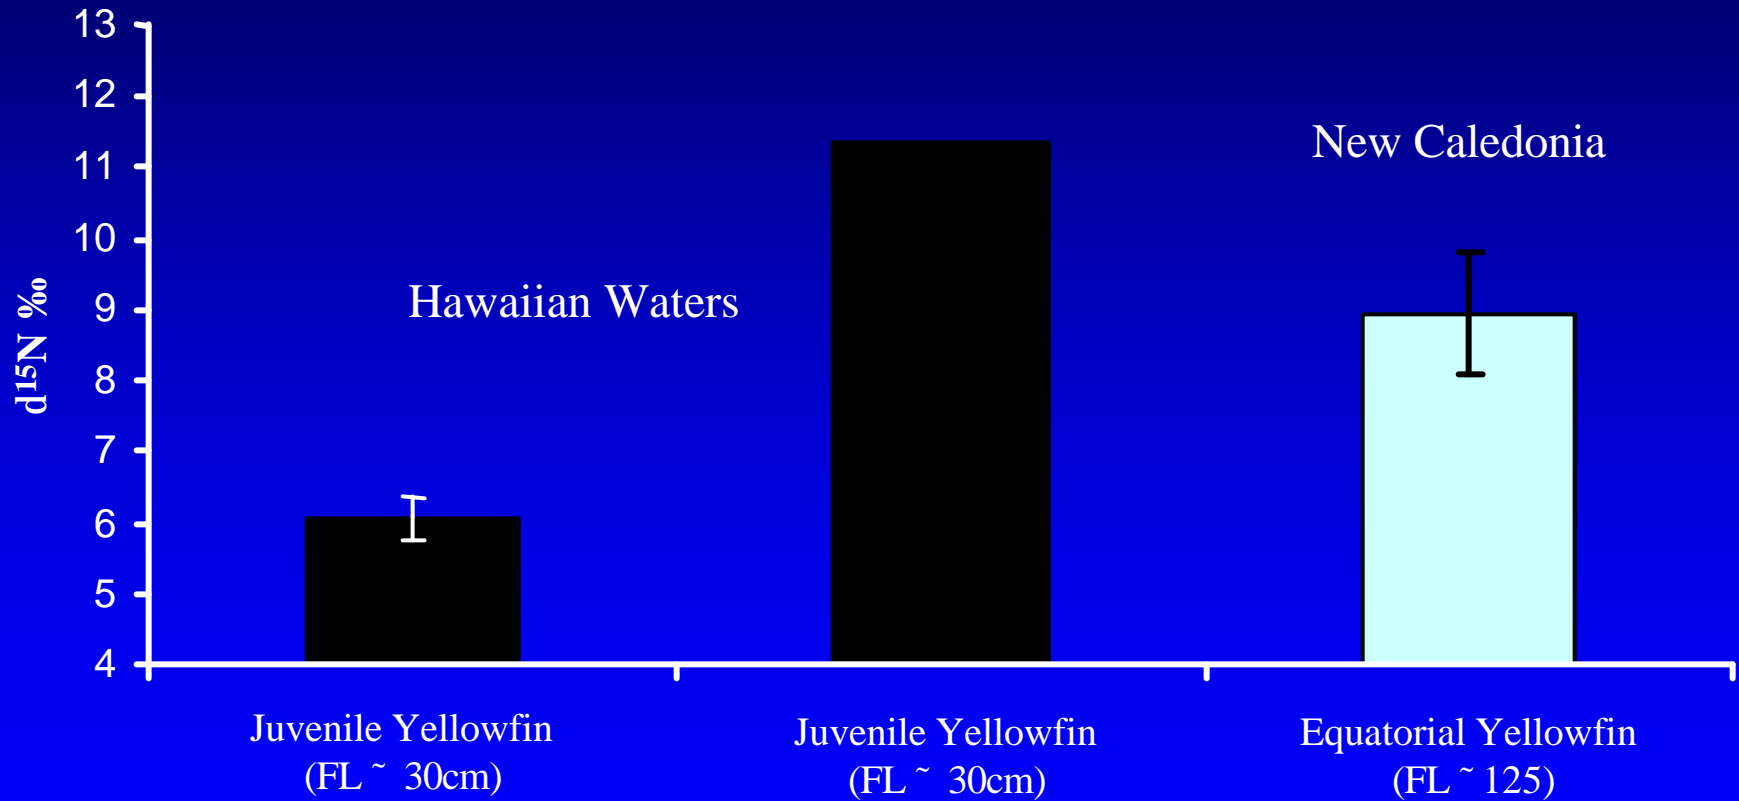 13
12
11
10
9
8
7
6
5
4
d¹⁵N ‰
Hawaiian Waters
New Caledonia
Juvenile Yellowfin
(FL ~ 30cm)
Juvenile Yellowfin
(FL ~ 30cm)
Equatorial Yellowfin
(FL ~ 125)